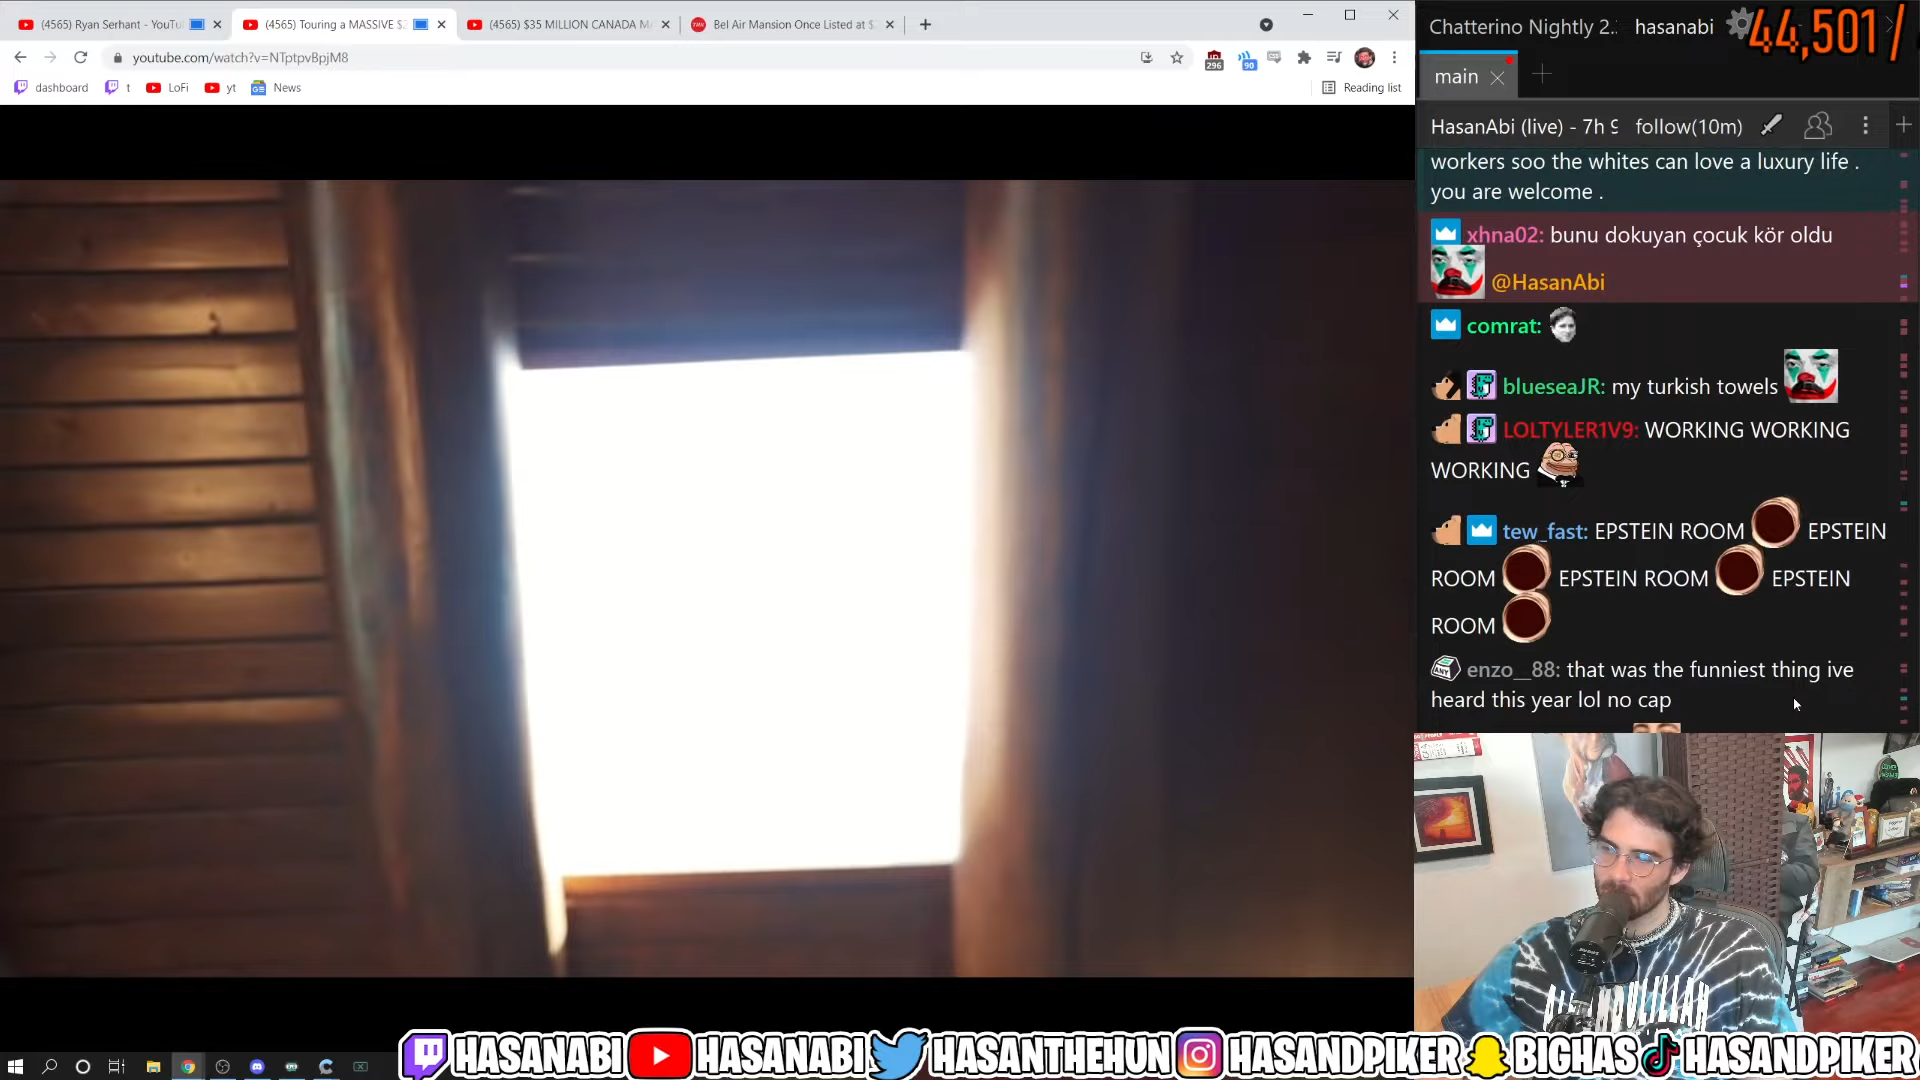 (4565) Ryan Serhant - YouTu
(4565) Touring a MASSIVE $
(4565) $35 MILLION CANADA M
Bel Air Mansion Once Listed at $
youtube.com/watch?v=NTptpvBpjM8
296
90
dashboard
t
LoFi
yt
News
Reading list
Chatterino Nightly 2..
hasanabi
44,501 /
main
HasanAbi (live) - 7h 9
follow(10m)
workers soo the whites can love a luxury life .
you are welcome .
xhna02: bunu dokuyan çocuk kör oldu
@HasanAbi
comrat:
blueseaJR: my turkish towels
LOLTYLER1V9: WORKING WORKING
WORKING
tew_fast: EPSTEIN ROOM EPSTEIN
ROOM EPSTEIN ROOM EPSTEIN
ROOM
enzo__88: that was the funniest thing ive
heard this year lol no cap
HASANABI
HASANABI
HASANTHEHUN
HASANDPIKER
BIGHAS
HASANDPIKER